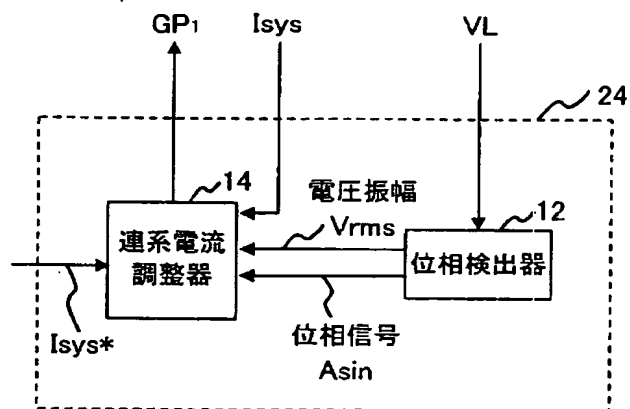 GP1 Isys VL
24
14
電圧振幅
Vrms
12
連系電流
調整器
位相検出器
Isys*
位相信号
Asin